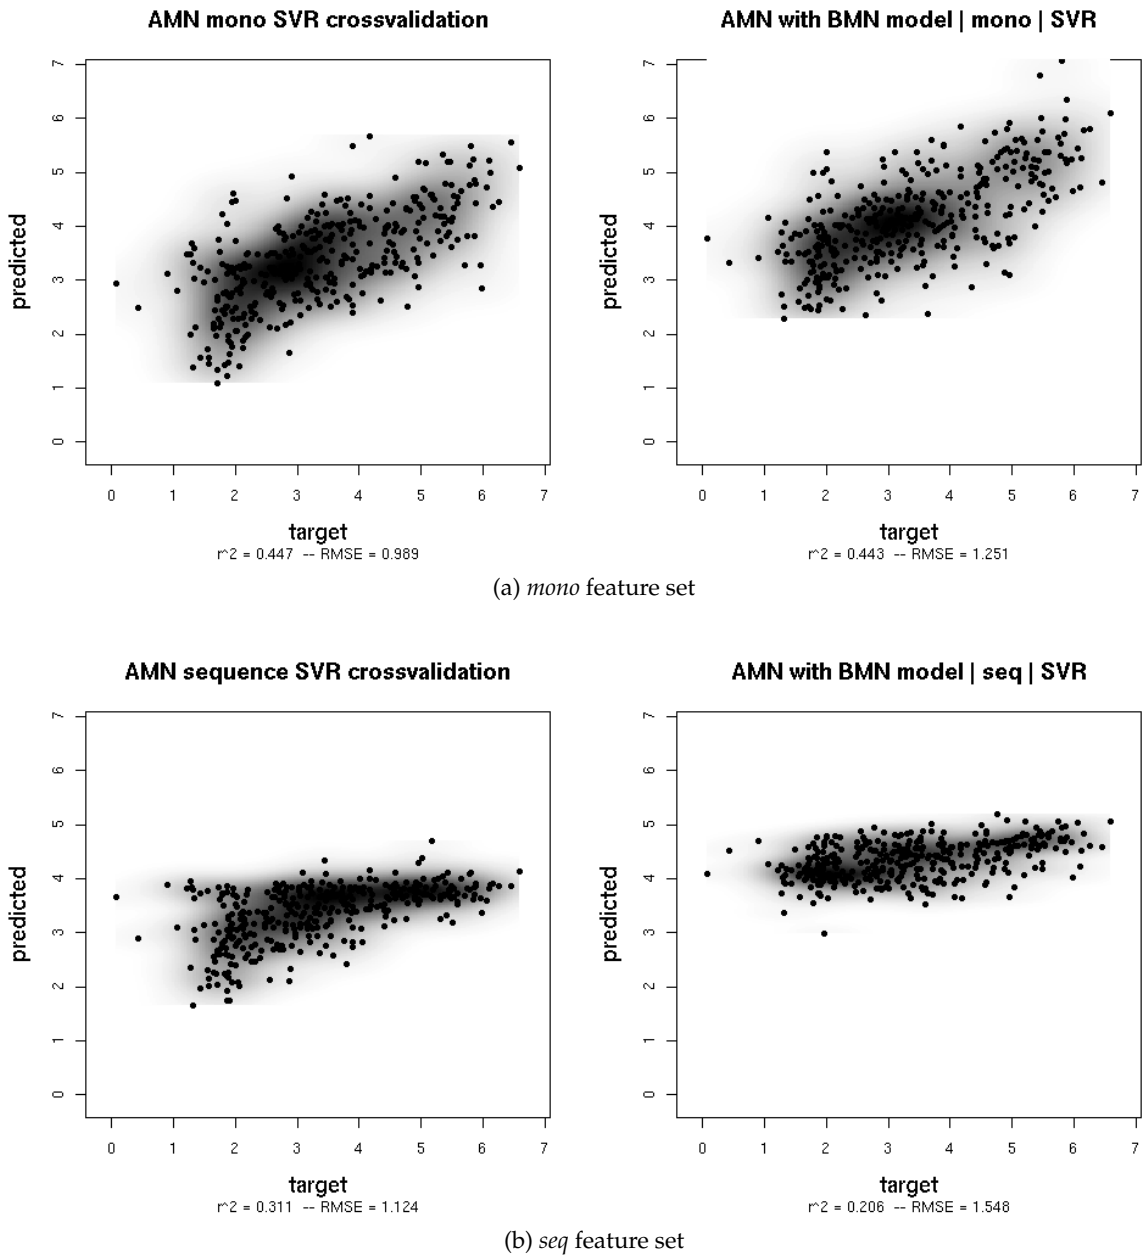 AMN mono SVR crossvalidation
AMN with BMN model | mono | SVR
predicted
7
6
5
4
3
2
1
0
0 1 2 3 4 5 6 7
target
r^2 = 0.447 -- RMSE = 0.989
predicted
7
6
5
4
3
2
1
0
0 1 2 3 4 5 6 7
target
r^2 = 0.443 -- RMSE = 1.251
(a) mono feature set
AMN sequence SVR crossvalidation
AMN with BMN model | seq | SVR
predicted
7
6
5
4
3
2
1
0
0 1 2 3 4 5 6 7
target
r^2 = 0.311 -- RMSE = 1.124
predicted
7
6
5
4
3
2
1
0
0 1 2 3 4 5 6 7
target
r^2 = 0.206 -- RMSE = 1.548
(b) seq feature set